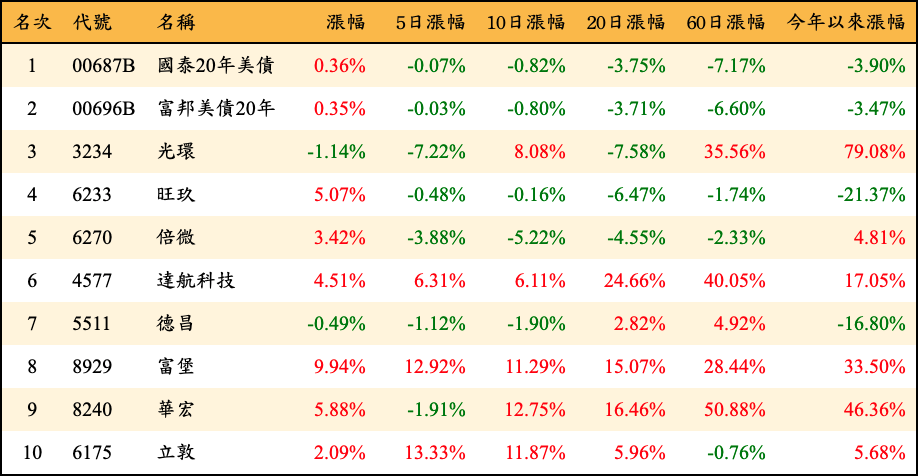 名次 代號 名稱 漲幅 5日漲幅 10日漲幅 20日漲幅 60日漲幅 今年以來漲幅
1 00687B 國泰20年美債 0.36% -0.07% -0.82% -3.75% -7.17% -3.90%
2 00696B 富邦美債20年 0.35% -0.03% -0.80% -3.71% -6.60% -3.47%
3 3234 光環 -1.14% -7.22% 8.08% -7.58% 35.56% 79.08%
4 6233 旺玖 5.07% -0.48% -0.16% -6.47% -1.74% -21.37%
5 6270 倍微 3.42% -3.88% -5.22% -4.55% -2.33% 4.81%
6 4577 達航科技 4.51% 6.31% 6.11% 24.66% 40.05% 17.05%
7 5511 德昌 -0.49% -1.12% -1.90% 2.82% 4.92% -16.80%
8 8929 富堡 9.94% 12.92% 11.29% 15.07% 28.44% 33.50%
9 8240 華宏 5.88% -1.91% 12.75% 16.46% 50.88% 46.36%
10 6175 立敦 2.09% 13.33% 11.87% 5.96% -0.76% 5.68%